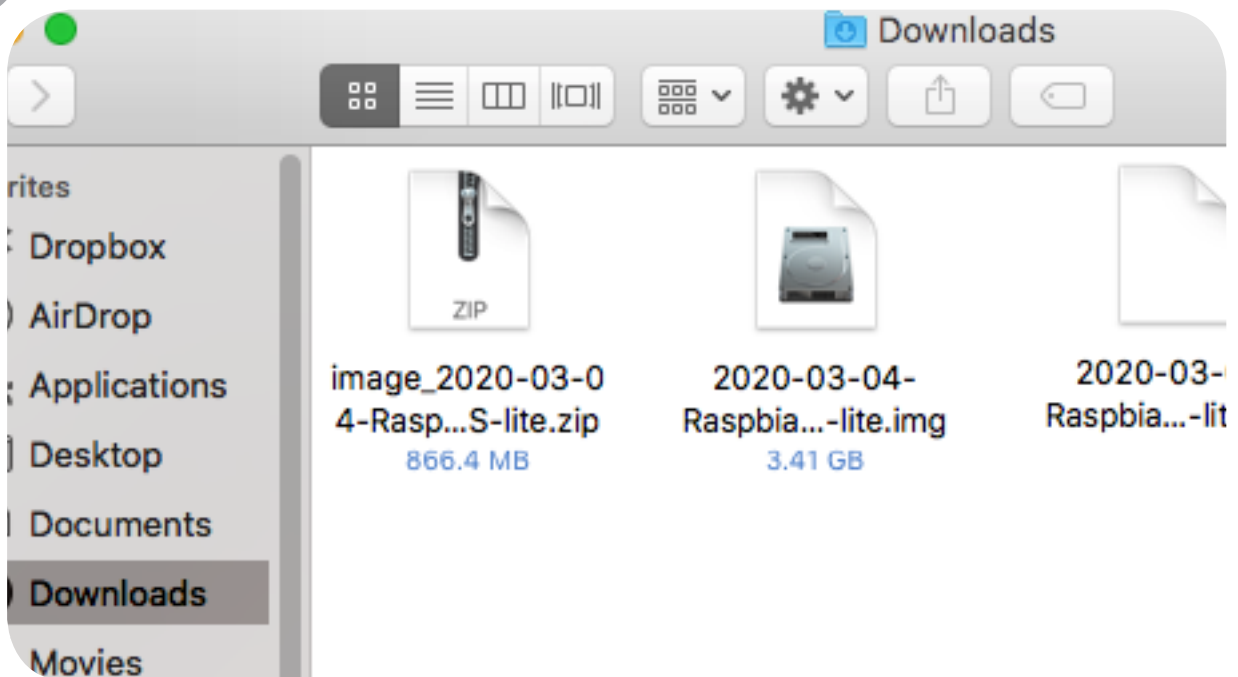 Downloads
rites
Dropbox
AirDrop
Applications
Desktop
Documents
Downloads
Movies
ZIP
image_2020-03-0
4-Rasp...S-lite.zip
866.4 MB
2020-03-04-
Raspbia...-lite.img
3.41 GB
2020-03-
Raspbia...-lit